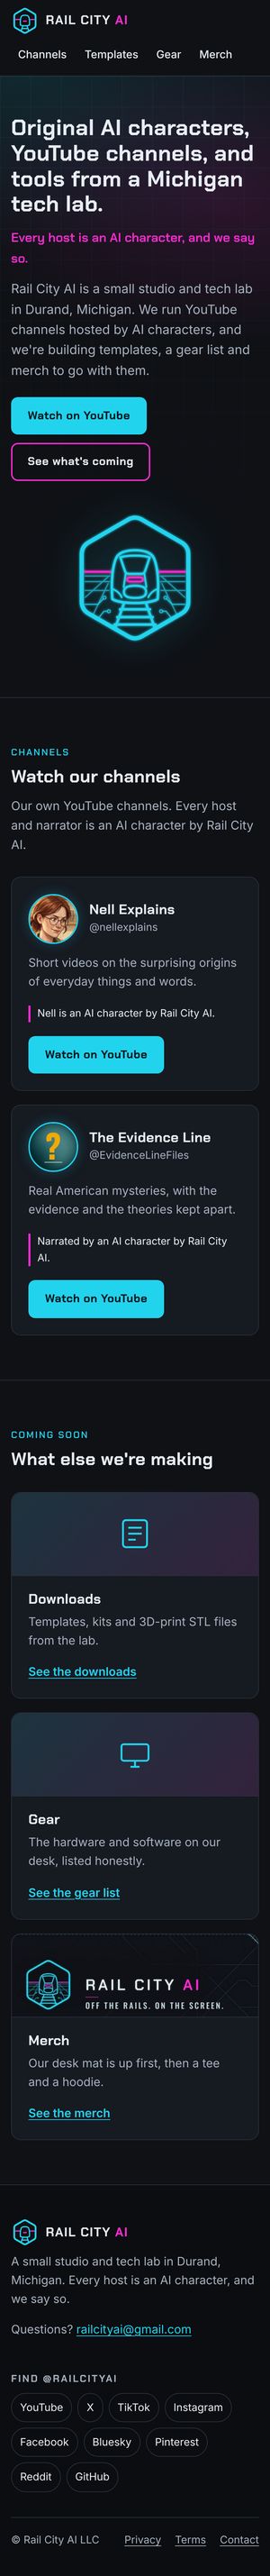 RAIL CITY AI
Channels Templates Gear Merch
Original AI characters,
YouTube channels, and
tools from a Michigan
tech lab.
Every host is an AI character, and we say
so.
Rail City AI is a small studio and tech lab
in Durand, Michigan. We run YouTube
channels hosted by AI characters, and
we're building templates, a gear list and
merch to go with them.
Watch on YouTube
See what's coming
CHANNELS
Watch our channels
Our own YouTube channels. Every host
and narrator is an AI character by Rail City
AI.
Nell Explains
@nellexplains
Short videos on the surprising origins
of everyday things and words.
Nell is an AI character by Rail City AI.
Watch on YouTube
?
The Evidence Line
@EvidenceLineFiles
Real American mysteries, with the
evidence and the theories kept apart.
Narrated by an AI character by Rail City
AI.
Watch on YouTube
COMING SOON
What else we're making
Downloads
Templates, kits and 3D-print STL files
from the lab.
See the downloads
Gear
The hardware and software on our
desk, listed honestly.
See the gear list
RAIL CITY AI
OFF THE RAILS. ON THE SCREEN.
Merch
Our desk mat is up first, then a tee
and a hoodie.
See the merch
RAIL CITY AI
A small studio and tech lab in Durand,
Michigan. Every host is an AI character, and
we say so.
Questions? railcityai@gmail.com
FIND @RAILCITYAI
YouTube X TikTok Instagram
Facebook Bluesky Pinterest
Reddit GitHub
© Rail City AI LLC Privacy Terms Contact